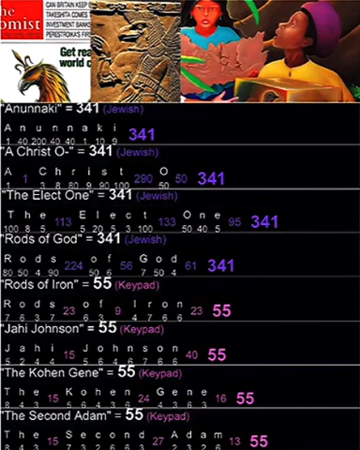 he
omist
CAN BRITAIN KEEP
TAKESHITA COMES
INVESTMENT BANKS
PERESTROIKA'S
Get rea
world c
"Anunnaki" = 341 (Jewish)
A n u n n a k i 341
1 40 200 40 40 1 10 9
"A Christ O-" = 341 (Jewish)
A 1 C h r i s t 290 O 50 341
1 3 8 80 9 90 100 50
"The Elect One" = 341 (Jewish)
T h e 113 E l e c t 133 O n e 95 341
100 8 5 5 20 5 3 100 50 40 5
"Rods of God" = 341 (Jewish)
R o d s 224 o f 56 G o d 61 341
80 50 4 90 50 6 7 50 4
"Rods of Iron" = 55 (Keypad)
R o d s 23 o f 9 I r o n 23 55
7 6 3 7 6 3 4 7 6 6
"Jahi Johnson" = 55 (Keypad)
J a h i 15 J o h n s o n 40 55
5 2 4 4 5 6 4 6 7 6 6
"The Kohen Gene" = 55 (Keypad)
T h e 15 K o h e n 24 G e n e 16 55
8 4 3 5 6 4 3 6 4 3 6 3
"The Second Adam" = 55 (Keypad)
T h e 15 S e c o n d 27 A d a m 13 55
8 4 3 7 3 2 6 6 3 2 3 2 6